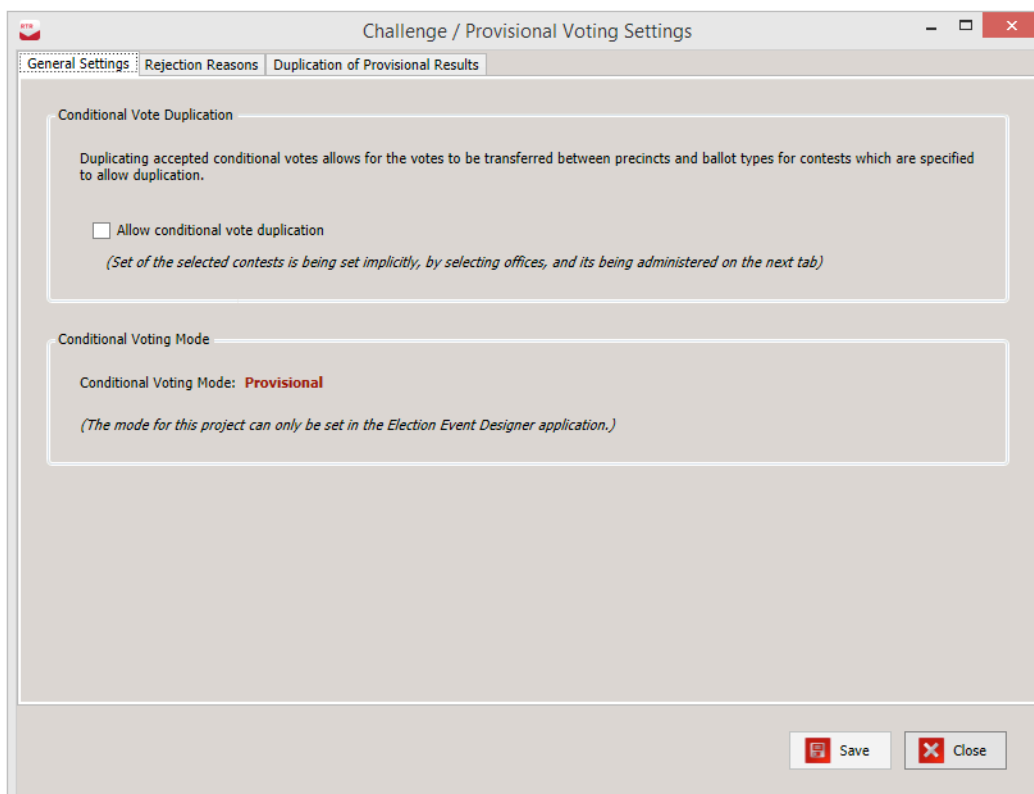 RTR
Challenge / Provisional Voting Settings
General Settings Rejection Reasons Duplication of Provisional Results
Conditional Vote Duplication
Duplicating accepted conditional votes allows for the votes to be transferred between precincts and ballot types for contests which are specified
to allow duplication.
Allow conditional vote duplication
(Set of the selected contests is being set implicitly, by selecting offices, and its being administered on the next tab)
Conditional Voting Mode
Conditional Voting Mode: Provisional
(The mode for this project can only be set in the Election Event Designer application.)
Save Close